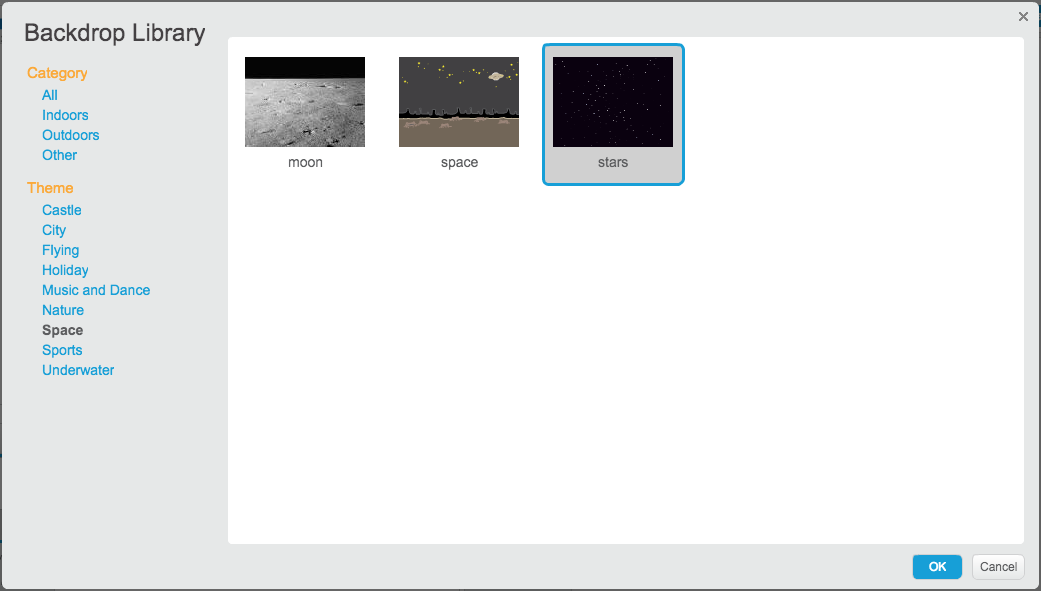 Backdrop Library
Category
All
Indoors
Outdoors
Other
Theme
Castle
City
Flying
Holiday
Music and Dance
Nature
Space
Sports
Underwater
moon
space
stars
OK
Cancel